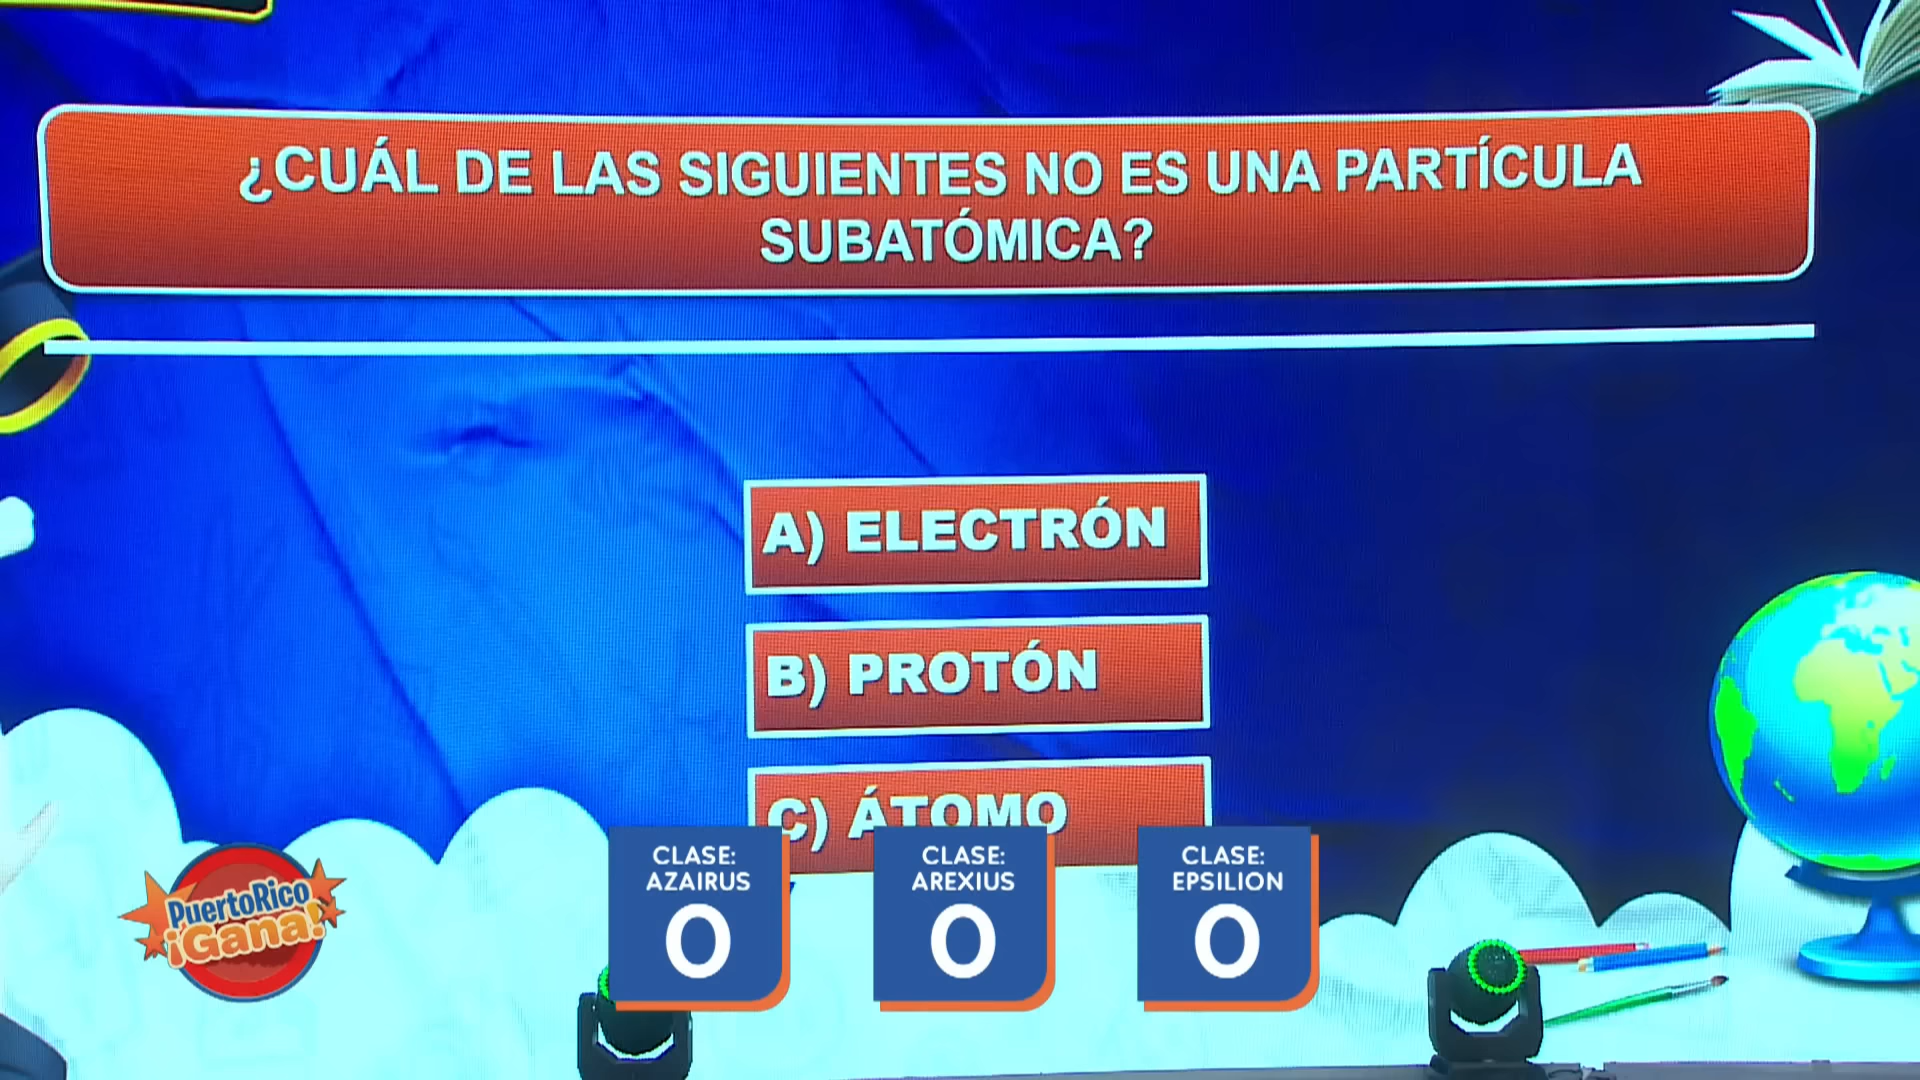 ¿CUÁL DE LAS SIGUIENTES NO ES UNA PARTÍCULA
SUBATÓMICA?
A) ELECTRÓN
B) PROTÓN
C) ÁTOMO
CLASE:
AZAIRUS
0
CLASE:
AREXIUS
0
CLASE:
EPSILION
0
PuertoRico
¡Gana!